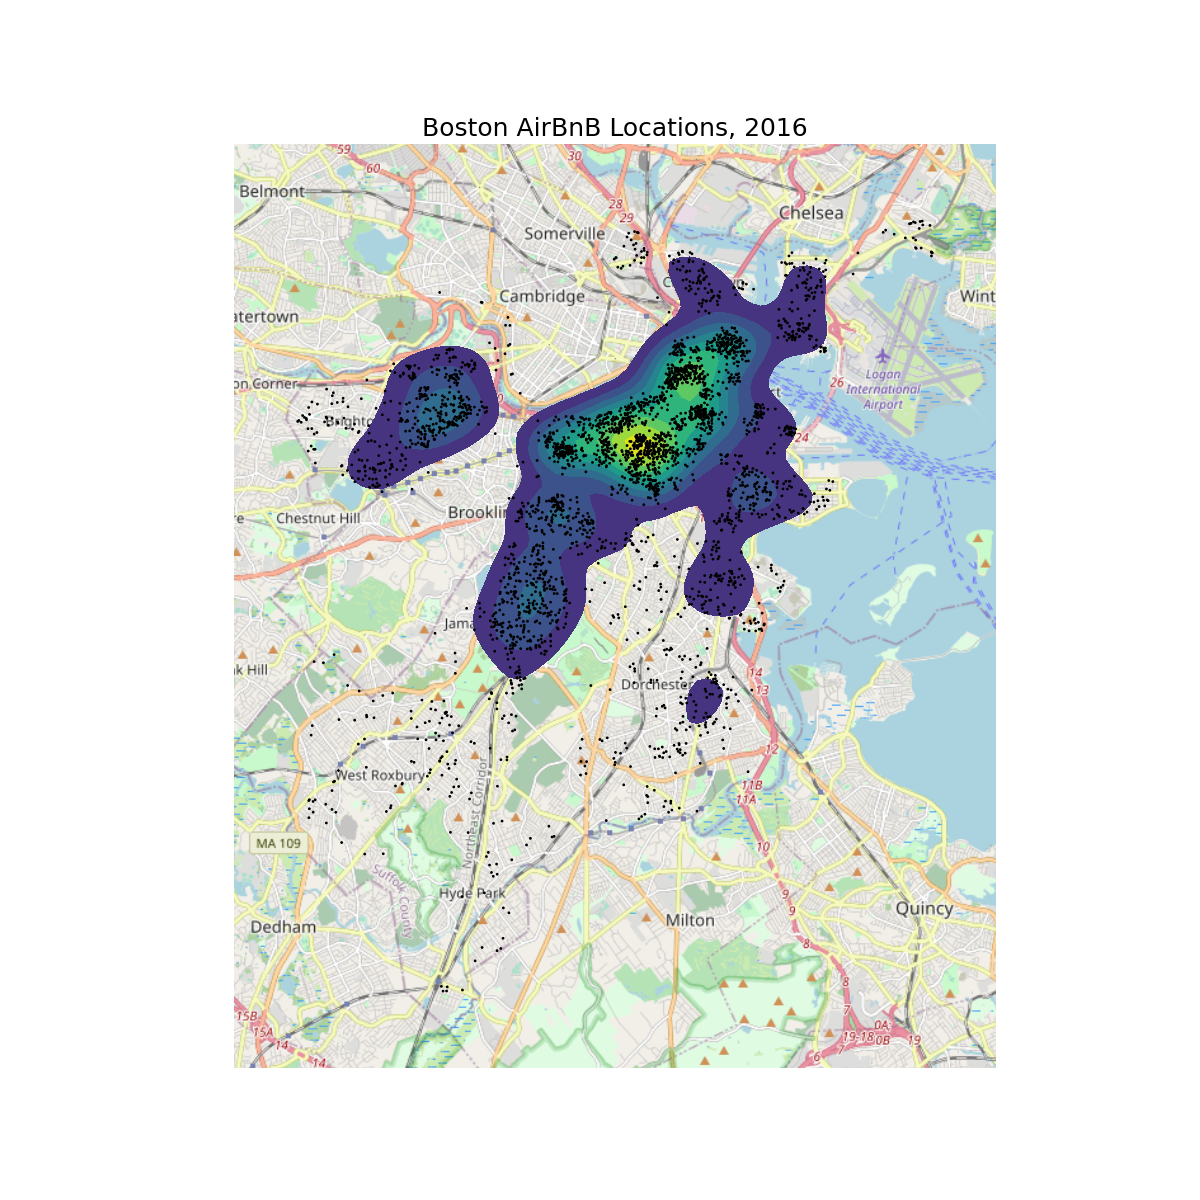 Boston AirBnB Locations, 2016
59
30
60
Belmont
28
Chelsea
29
Somerville
Cambridge
Wint
atertown
Logan
International
Airport
26
on Corner
24
Brookli
Chestnut Hill
Jama
k Hill
14
Dorchester
13
12
West Roxbury
11B
11A
Northeast Corridor
MA 109
10
Suffolk County
Hyde Park
9
9
Quincy
Milton
Dedham
8
8
7
15B
15A
14
14
0A;
0B
19-18
19
7
6